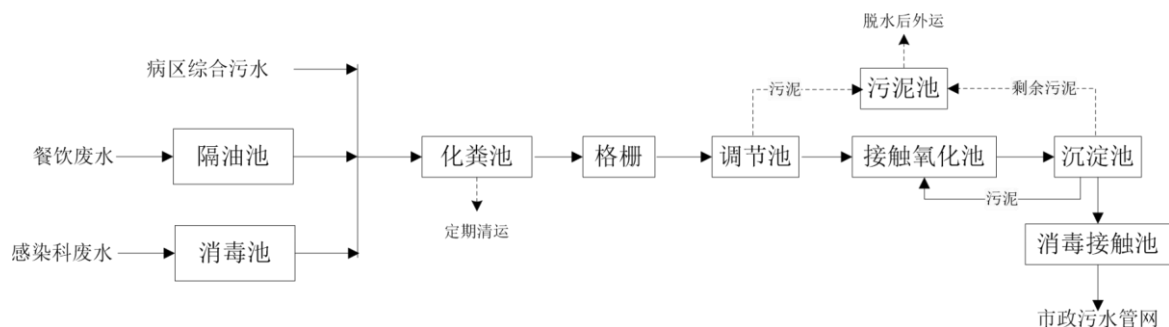 脱水后外运
病区综合污水
污泥
污泥池
剩余污泥
餐饮废水
隔油池
化粪池
格栅
调节池
接触氧化池
沉淀池
污泥
定期清运
感染科废水
消毒池
消毒接触池
市政污水管网